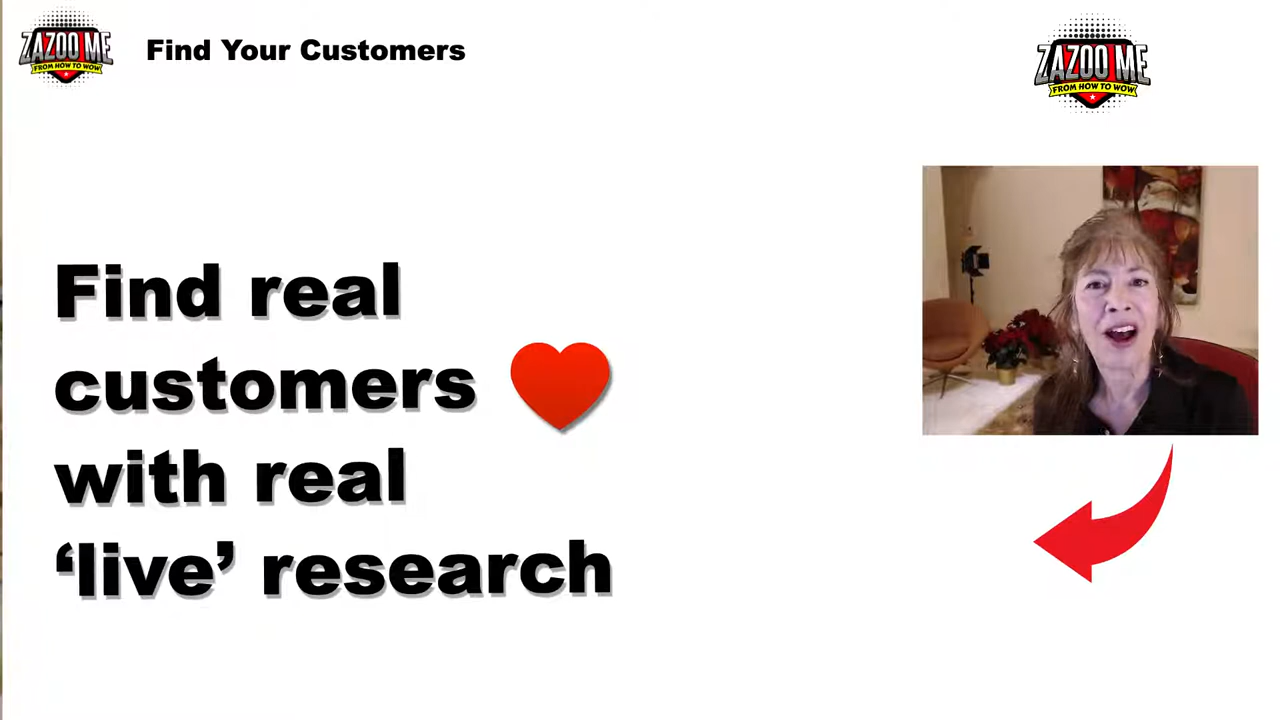 ZAZOO ME
FROM HOW TO WOW
Find Your Customers
ZAZOO ME
FROM HOW TO WOW
Find real
customers
with real
‘live’ research